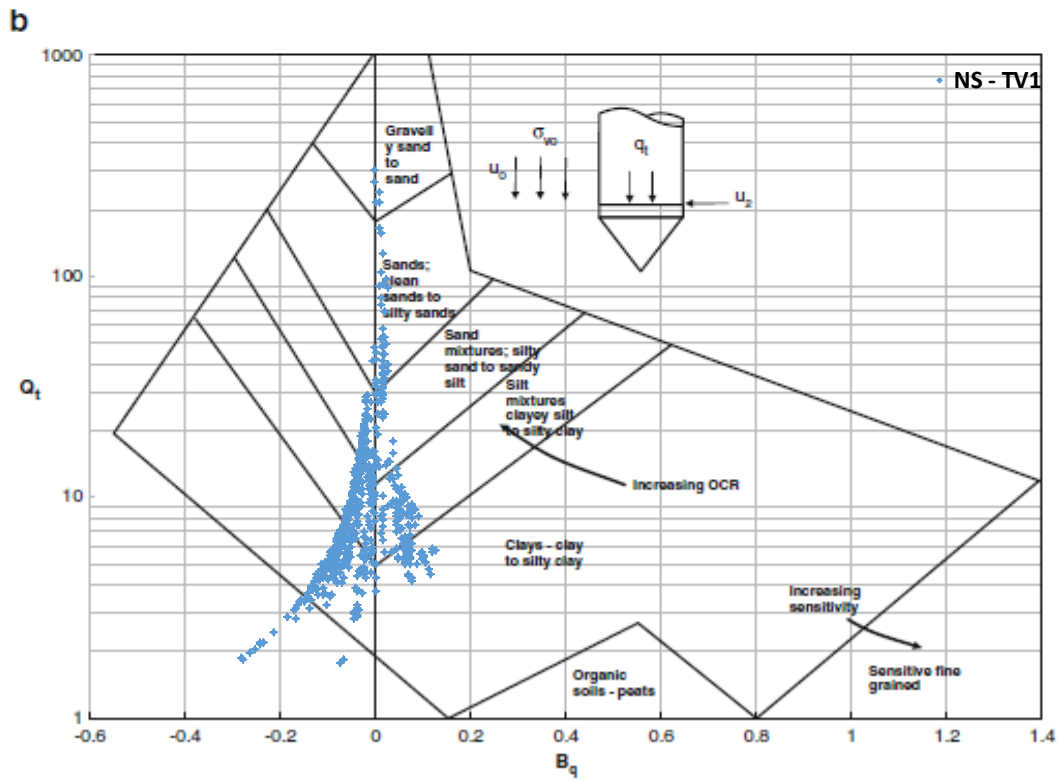 b
1000
NS - TV1
Gravell
y sand
to
sand
σvo
uo
qt
u2
100
Sands;
clean
sands to
silty sands
Sand
mixtures; silty
sand to sandy
silt
Qt
Silt
mixtures
clayey silt
to silty clay
Increasing OCR
10
Clays - clay
to silty clay
Increasing
sensitivity
Organic
soils - peats
Sensitive fine
grained
1
-0.6 -0.4 -0.2 0 0.2 0.4 0.6 0.8 1 1.2 1.4
Bq